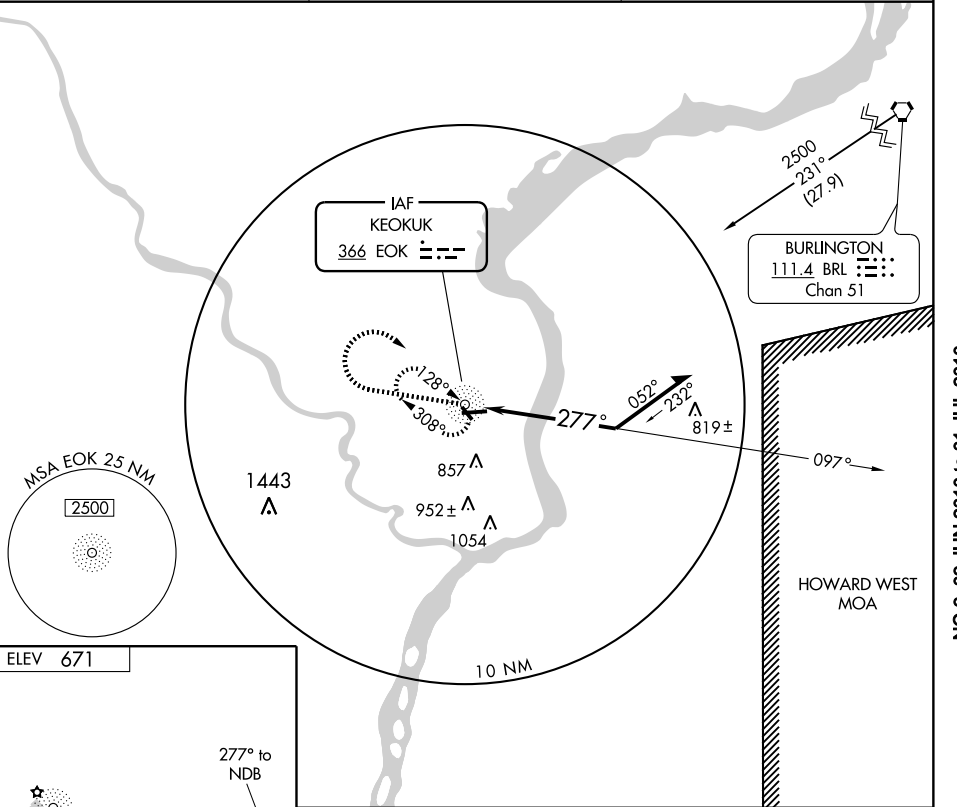 IAF
KEOKUK
366 EOK
2500
231°
(27.9)
BURLINGTON
111.4 BRL
Chan 51
128°
308°
277°
052°
232°
819±
097°
857
952±
1054
1443
MSA EOK 25 NM
2500
HOWARD WEST
MOA
10 NM
ELEV 671
277° to
NDB